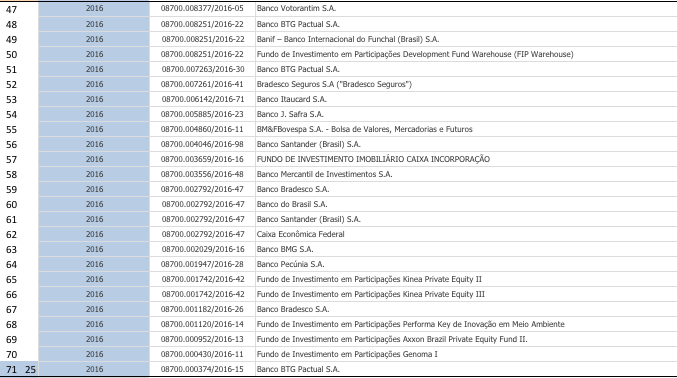 47 2016 08700.008377/2016-05 Banco Votorantim S.A.
48 2016 08700.008251/2016-22 Banco BTG Pactual S.A.
49 2016 08700.008251/2016-22 Banif – Banco Internacional do Funchal (Brasil) S.A.
50 2016 08700.008251/2016-22 Fundo de Investimento em Participações Development Fund Warehouse (FIP Warehouse)
51 2016 08700.007263/2016-30 Banco BTG Pactual S.A.
52 2016 08700.007261/2016-41 Bradesco Seguros S.A ("Bradesco Seguros")
53 2016 08700.006142/2016-71 Banco Itaucard S.A.
54 2016 08700.005885/2016-23 Banco J. Safra S.A.
55 2016 08700.004860/2016-11 BM&FBovespa S.A. - Bolsa de Valores, Mercadorias e Futuros
56 2016 08700.004046/2016-98 Banco Santander (Brasil) S.A.
57 2016 08700.003659/2016-16 FUNDO DE INVESTIMENTO IMOBILIÁRIO CAIXA INCORPORAÇÃO
58 2016 08700.003556/2016-48 Banco Mercantil de Investimentos S.A.
59 2016 08700.002792/2016-47 Banco Bradesco S.A.
60 2016 08700.002792/2016-47 Banco do Brasil S.A.
61 2016 08700.002792/2016-47 Banco Santander (Brasil) S.A.
62 2016 08700.002792/2016-47 Caixa Econômica Federal
63 2016 08700.002029/2016-16 Banco BMG S.A.
64 2016 08700.001947/2016-28 Banco Pecúnia S.A.
65 2016 08700.001742/2016-42 Fundo de Investimento em Participações Kinea Private Equity II
66 2016 08700.001742/2016-42 Fundo de Investimento em Participações Kinea Private Equity III
67 2016 08700.001182/2016-26 Banco Bradesco S.A.
68 2016 08700.001120/2016-14 Fundo de Investimento em Participações Performa Key de Inovação em Meio Ambiente
69 2016 08700.000952/2016-13 Fundo de Investimento em Participações Axxon Brazil Private Equity Fund II.
70 2016 08700.000430/2016-11 Fundo de Investimento em Participações Genoma I
71 25 2016 08700.000374/2016-15 Banco BTG Pactual S.A.